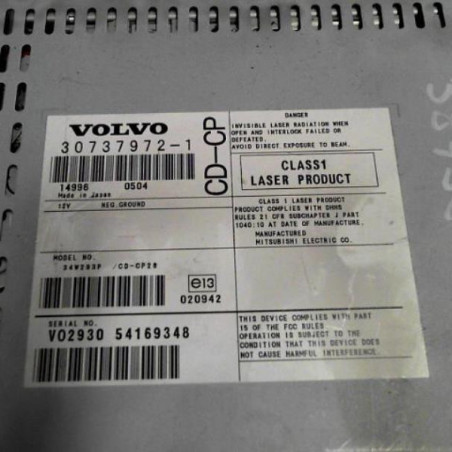 VOLVO
30737972-1
14996 0504
Made in Japan
CD-CP
12V NEG.GROUND
MODEL NO.
34W293P /CD-CP28
e13
020942
SERIAL NO.
VO2930 54169348
DANGER
INVISIBLE LASER RADIATION WHEN
OPEN AND INTERLOCK FAILED OR
DEFEATED.
AVOID DIRECT EXPOSURE TO BEAM.
CLASS1
LASER PRODUCT
CLASS 1 LASER PRODUCT
PRODUCT COMPLIES WITH DHHS
RULES 21 CFR SUBCHAPTER J PART
1040:10 AT DATE OF MANUFACTURE.
MANUFACTURED
MITSUBISHI ELECTRIC CO.
THIS DEVICE COMPLIES WITH PART
15 OF THE FCC RULES
OPERATION IS SUBJECT TO THE
CONDITION THAT THIS DEVICE DOES
NOT CAUSE HARMFUL INTERFERENCE.